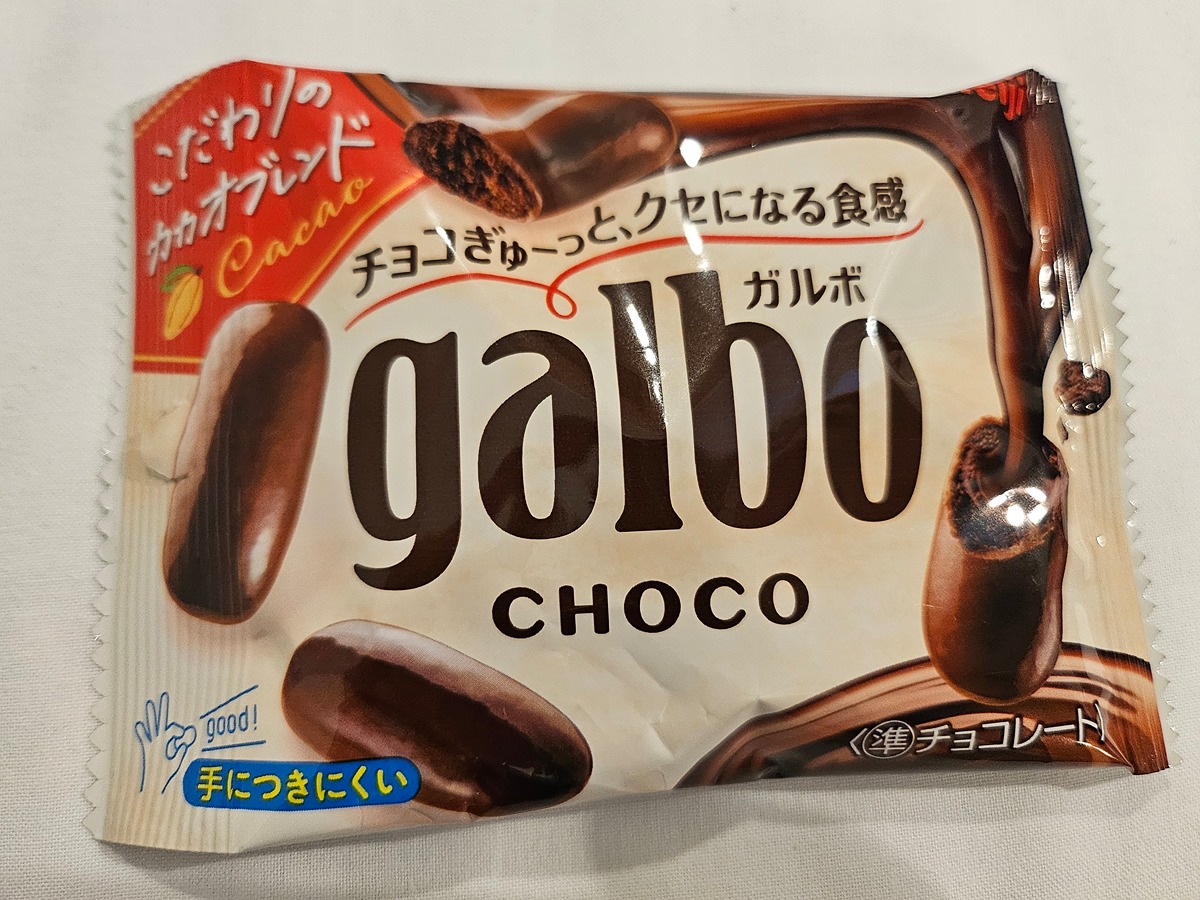 こだわりの
カカオブレンド
Cacao
チョコぎゅーっと、クセになる食感
ガルボ
galbo
CHOCO
good!
手につきにくい
準チョコレート